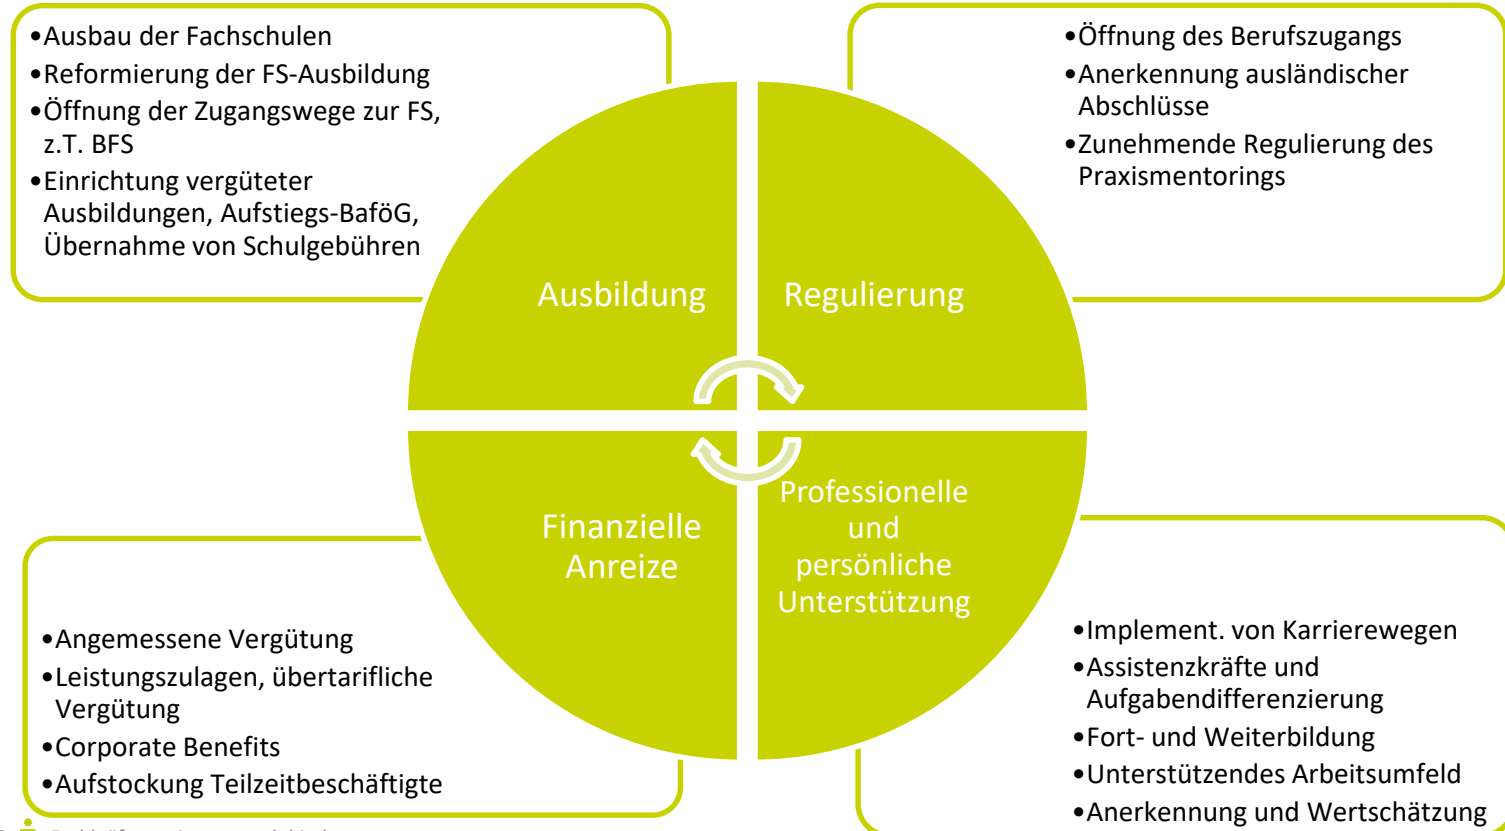 •Ausbau der Fachschulen
•Reformierung der FS-Ausbildung
•Öffnung der Zugangswege zur FS,
z.T. BFS
•Einrichtung vergüteter
Ausbildungen, Aufstiegs-BaföG,
Übernahme von Schulgebühren
•Öffnung des Berufszugangs
•Anerkennung ausländischer
Abschlüsse
•Zunehmende Regulierung des
Praxismentorings
Ausbildung
Regulierung
Finanzielle
Anreize
Professionelle
und
persönliche
Unterstützung
•Angemessene Vergütung
•Leistungszulagen, übertarifliche
Vergütung
•Corporate Benefits
•Aufstockung Teilzeitbeschäftigte
•Implement. von Karrierewegen
•Assistenzkräfte und
Aufgabendifferenzierung
•Fort- und Weiterbildung
•Unterstützendes Arbeitsumfeld
•Anerkennung und Wertschätzung